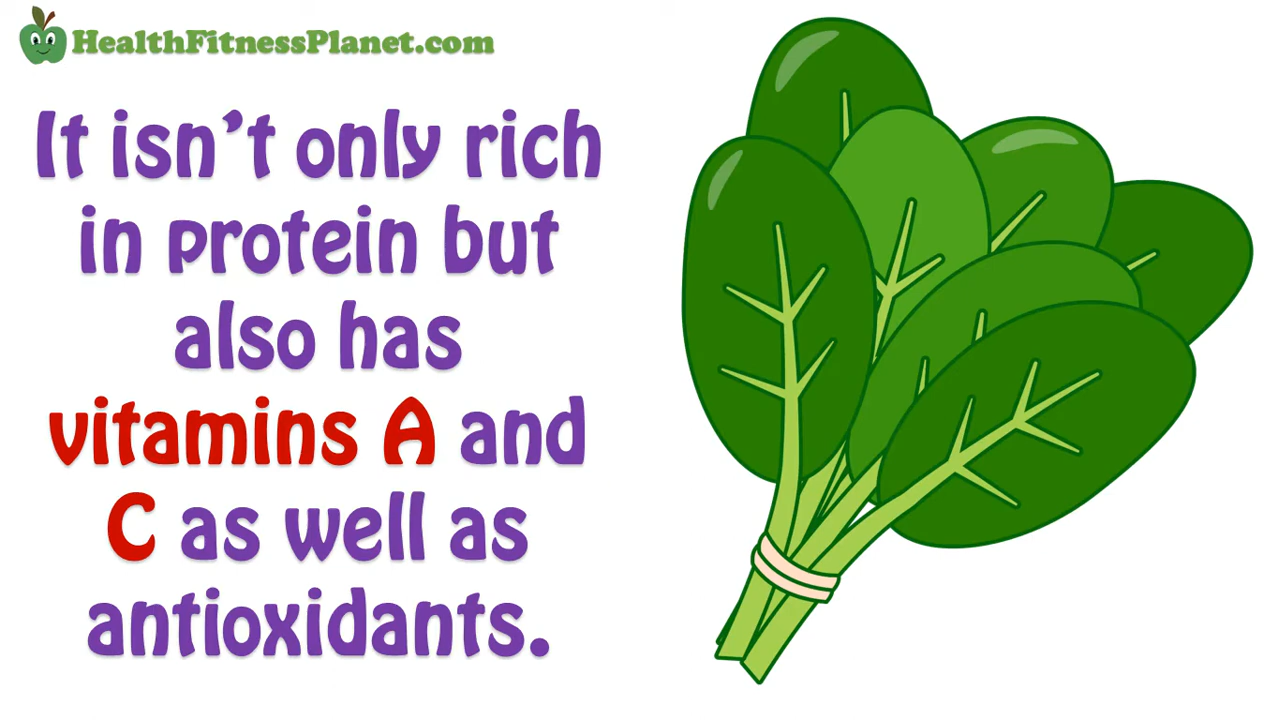 HealthFitnessPlanet.com
It isn't only rich
in protein but
also has
vitamins A and
C as well as
antioxidants.